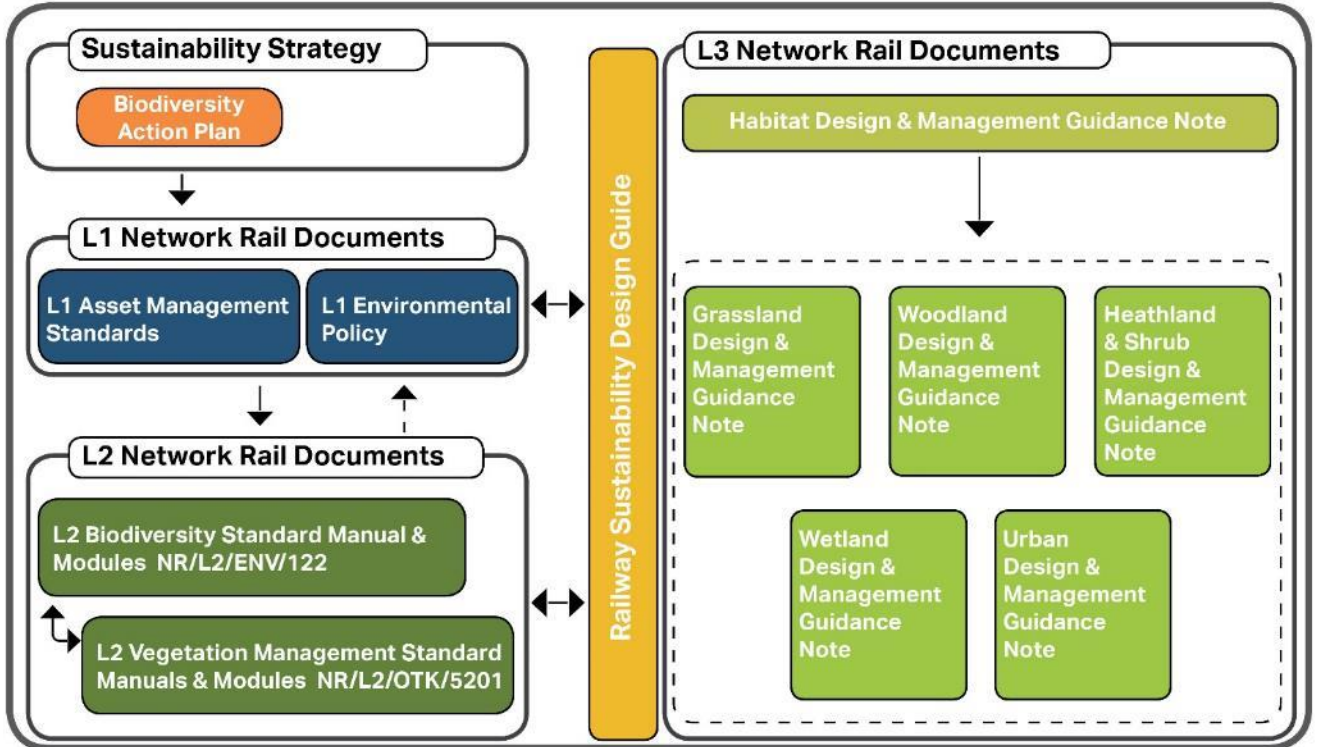 Sustainability Strategy
Biodiversity
Action Plan
L1 Network Rail Documents
L1 Asset Management
Standards
L1 Environmental
Policy
L2 Network Rail Documents
L2 Biodiversity Standard Manual &
Modules NR/L2/ENV/122
L2 Vegetation Management Standard
Manuals & Modules NR/L2/OTK/5201
Railway Sustainability Design Guide
L3 Network Rail Documents
Habitat Design & Management Guidance Note
Grassland
Design &
Management
Guidance
Note
Woodland
Design &
Management
Guidance
Note
Heathland
& Shrub
Design &
Management
Guidance
Note
Wetland
Design &
Management
Guidance
Note
Urban
Design &
Management
Guidance
Note